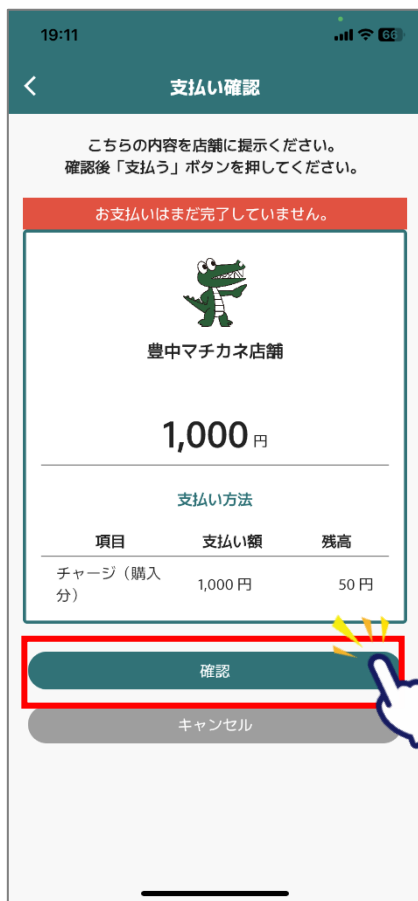 19:11
66
支払い確認
こちらの内容を店舗に提示ください。
確認後「支払う」ボタンを押してください。
お支払いはまだ完了していません。
豊中マチカネ店舗
1,000 円
支払い方法
項目 支払い額 残高
チャージ（購入
分） 1,000 円 50 円
確認
キャンセル